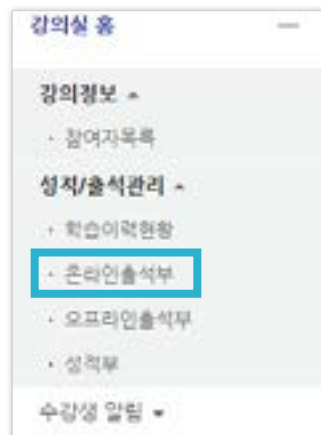 강의실 홈
강의정보
· 참여자목록
성적/출석관리
· 학습이력현황
· 온라인출석부
· 오프라인출석부
· 성적부
수강생 알림